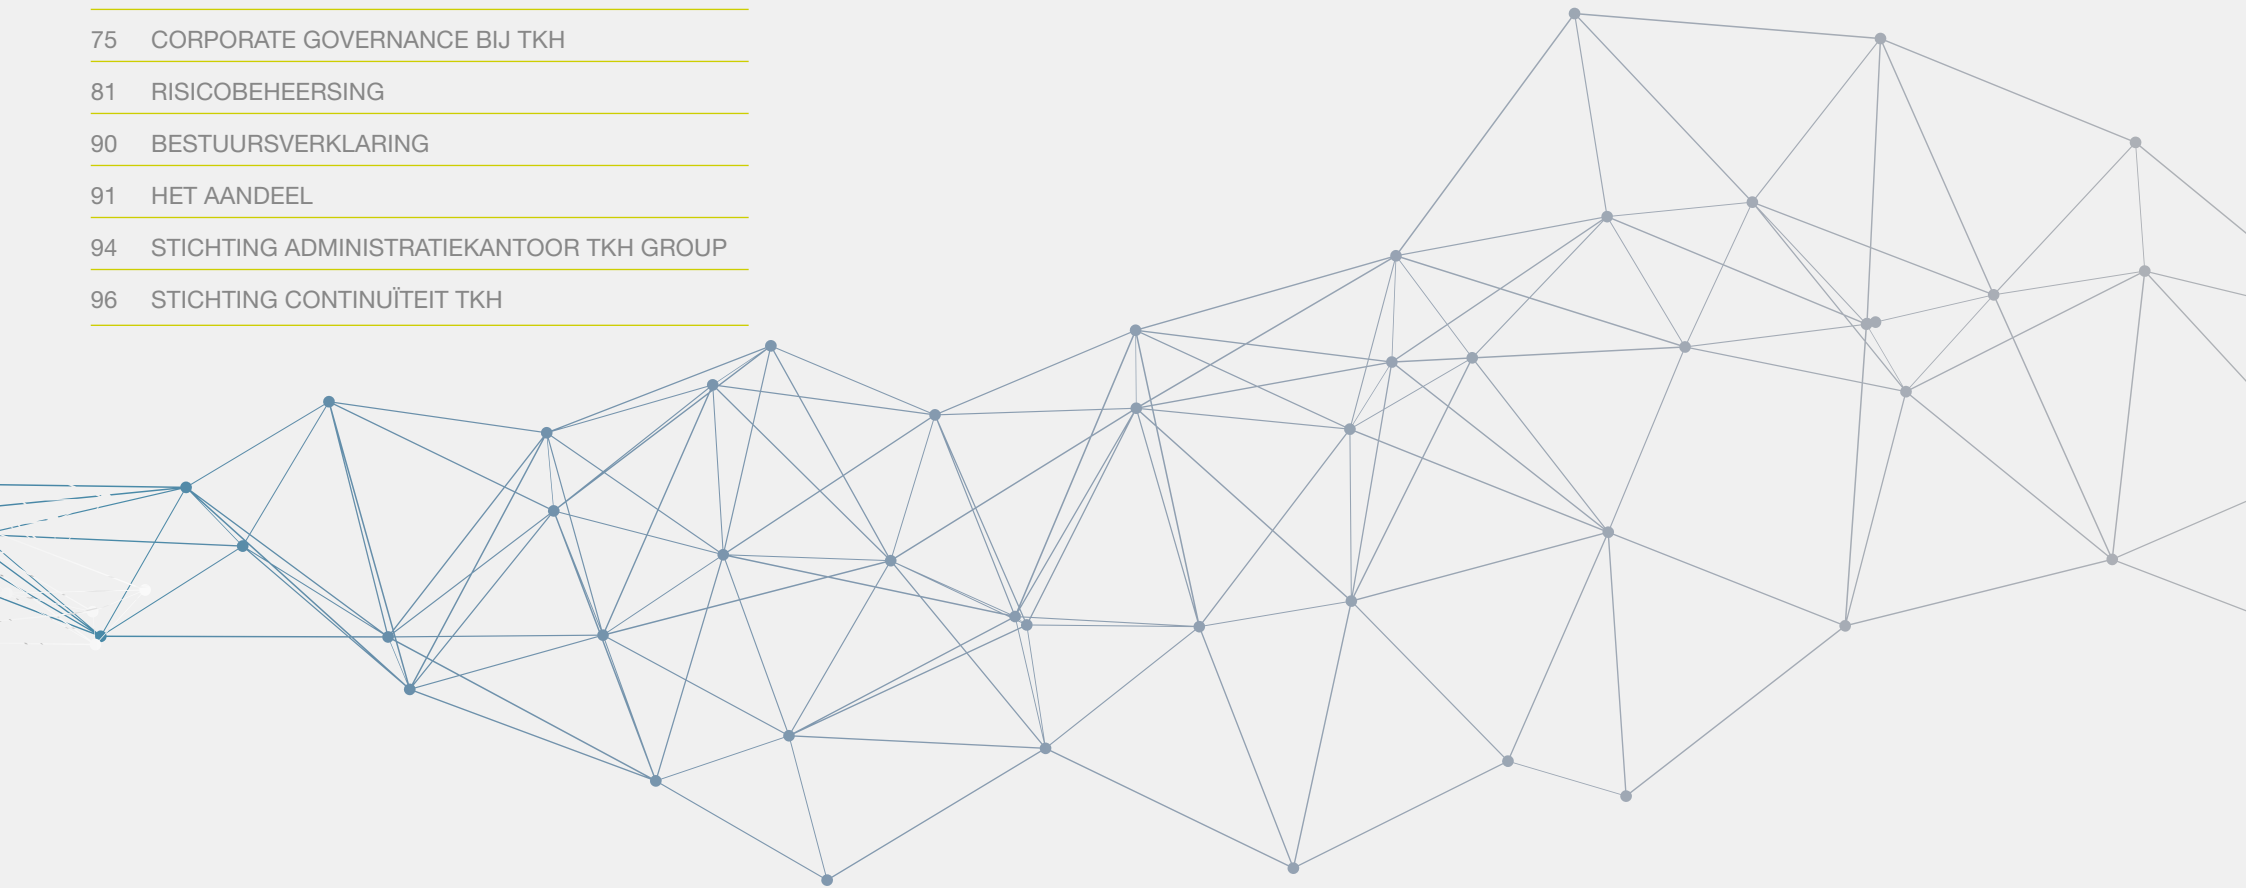 75 CORPORATE GOVERNANCE BIJ TKH
81 RISICOBEHEERSING
90 BESTUURSVERKLARING
91 HET AANDEEL
94 STICHTING ADMINISTRATIEKANTOOR TKH GROUP
96 STICHTING CONTINUÏTEIT TKH